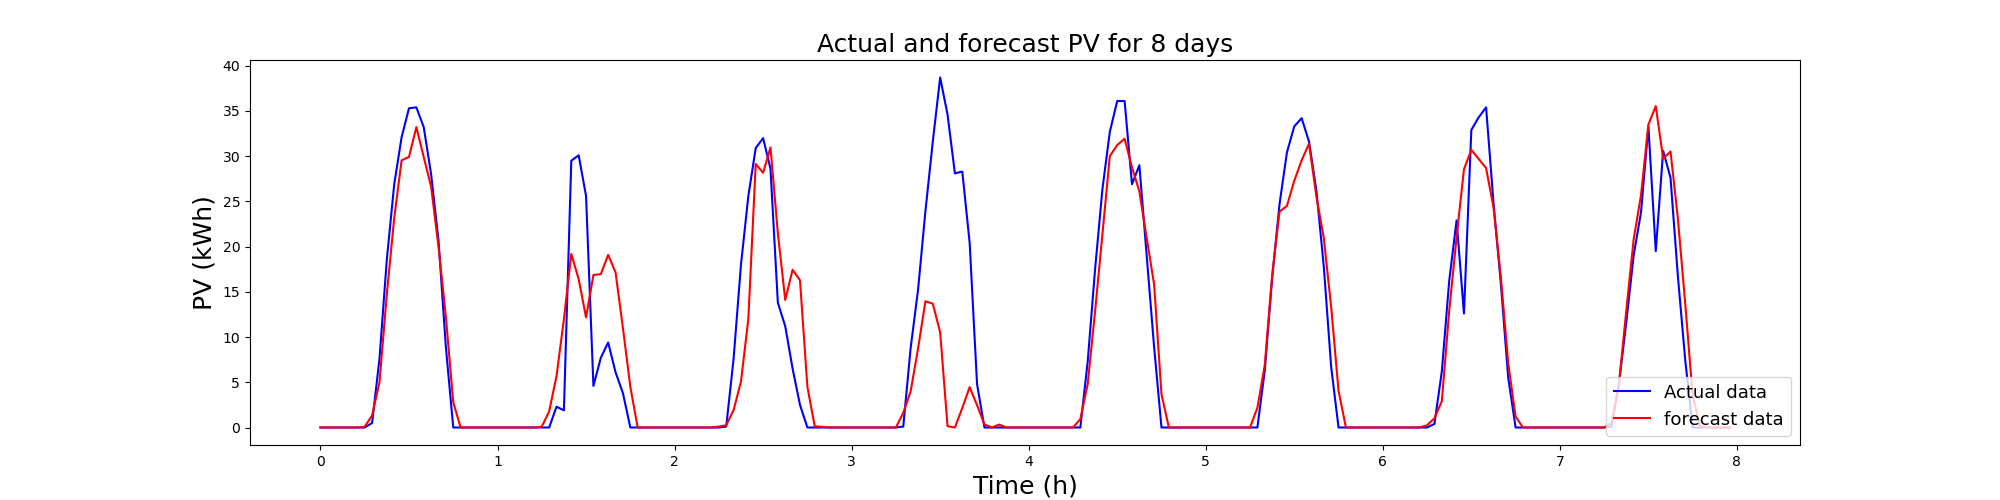 Actual and forecast PV for 8 days
PV (kWh)
40
35
30
25
20
15
10
5
0
0 1 2 3 4 5 6 7 8
Time (h)
Actual data
forecast data